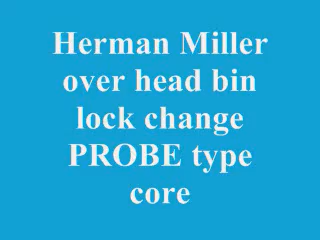 Herman Miller
over head bin
lock change
PROBE type
core